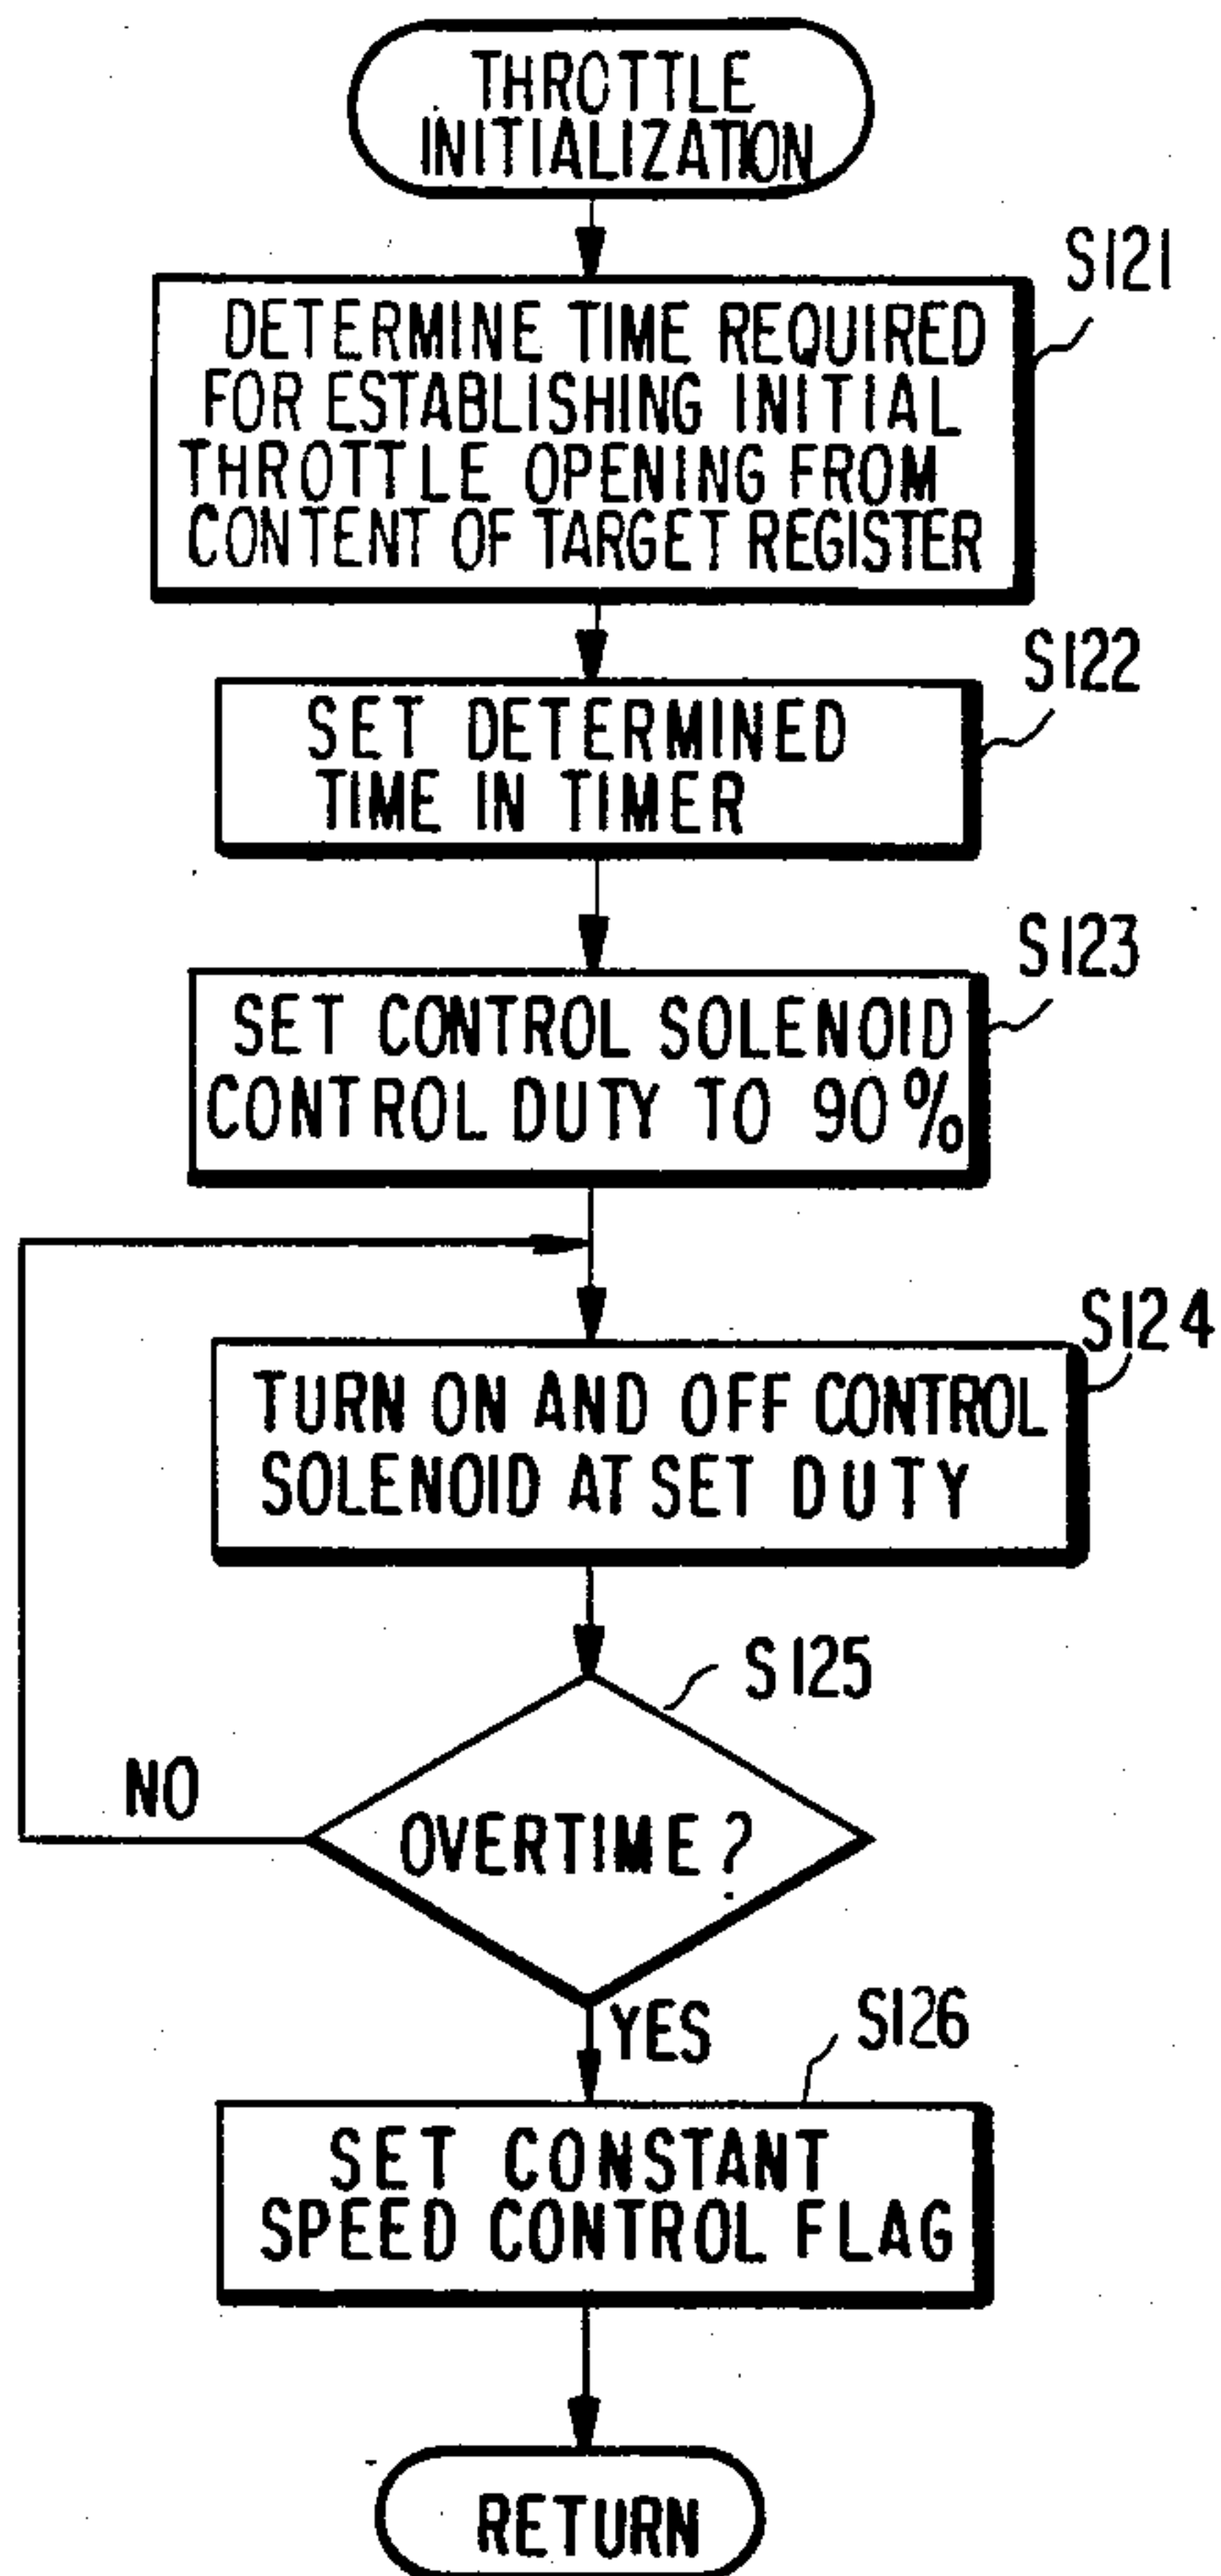 THROTTLE
INITIALIZATION
S121
DETERMINE TIME REQUIRED
FOR ESTABLISHING INITIAL
THROTTLE OPENING FROM
CONTENT OF TARGET REGISTER
S122
SET DETERMINED
TIME IN TIMER
S123
SET CONTROL SOLENOID
CONTROL DUTY TO 90%
S124
TURN ON AND OFF CONTROL
SOLENOID AT SET DUTY
S125
NO
OVERTIME?
YES
S126
SET CONSTANT
SPEED CONTROL FLAG
RETURN